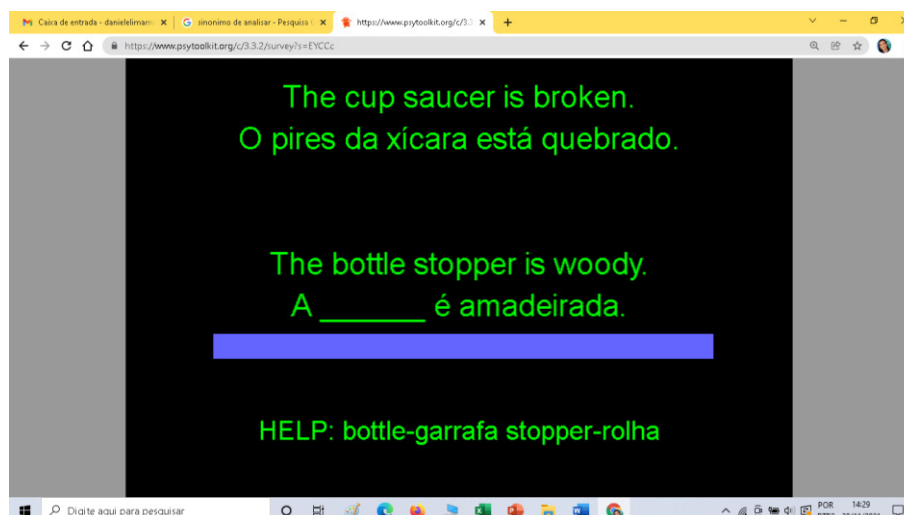 Caixa de entrada - danielelimam
sinonimo de analisar - Pesquisa
https://www.psytoolkit.org/c/3.
https://www.psytoolkit.org/c/3.3.2/survey?s=EYCCc
The cup saucer is broken.
O pires da xícara está quebrado.
The bottle stopper is woody.
A _______ é amadeirada.
HELP: bottle-garrafa stopper-rolha
Digite aqui para pesquisar
POR 14:29